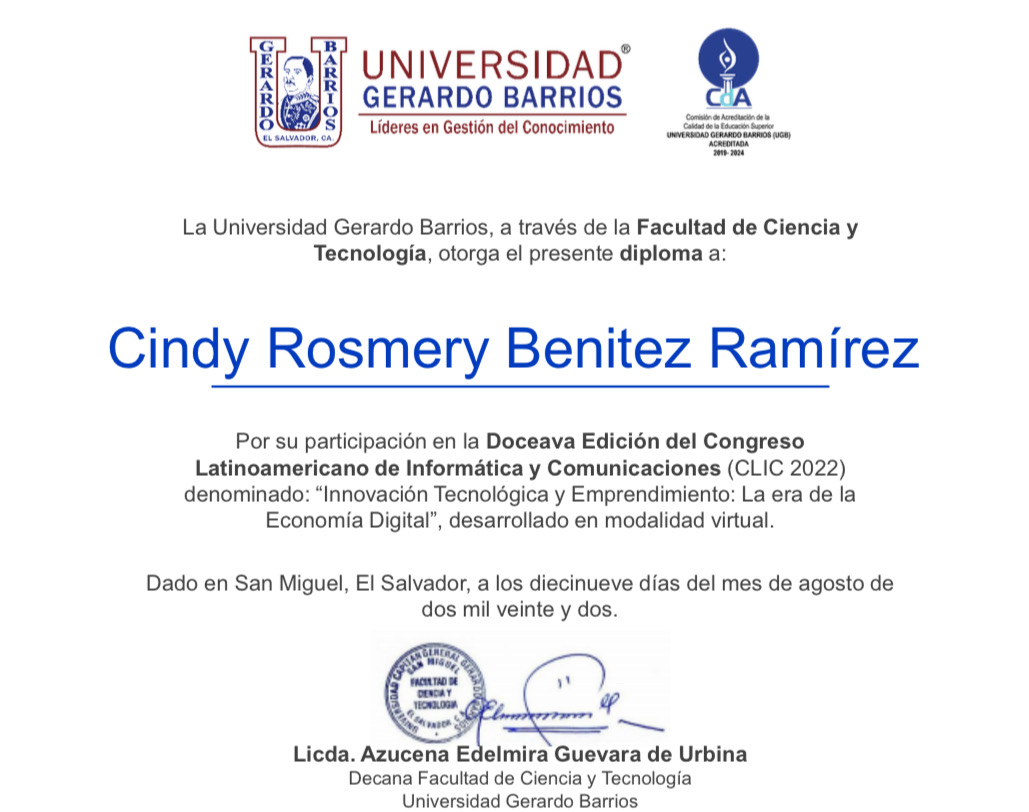 GERARDO BARRIOS
EL SALVADOR, CA.
UNIVERSIDAD®
GERARDO BARRIOS
Líderes en Gestión del Conocimiento
CdA
Comisión de Acreditación de la
Calidad de la Educación Superior
UNIVERSIDAD GERARDO BARRIOS (UGB)
ACREDITADA
2019- 2024
La Universidad Gerardo Barrios, a través de la Facultad de Ciencia y
Tecnología, otorga el presente diploma a:
Cindy Rosmery Benitez Ramírez
Por su participación en la Doceava Edición del Congreso
Latinoamericano de Informática y Comunicaciones (CLIC 2022)
denominado: “Innovación Tecnológica y Emprendimiento: La era de la
Economía Digital”, desarrollado en modalidad virtual.
Dado en San Miguel, El Salvador, a los diecinueve días del mes de agosto de
dos mil veinte y dos.
UNIVERSIDAD CAPITAN GENERAL GERARDO BARRIOS
SAN MIGUEL
FACULTAD DE
CIENCIA Y
TECNOLOGIA
EL SALVADOR, C.A.
Licda. Azucena Edelmira Guevara de Urbina
Decana Facultad de Ciencia y Tecnología
Universidad Gerardo Barrios